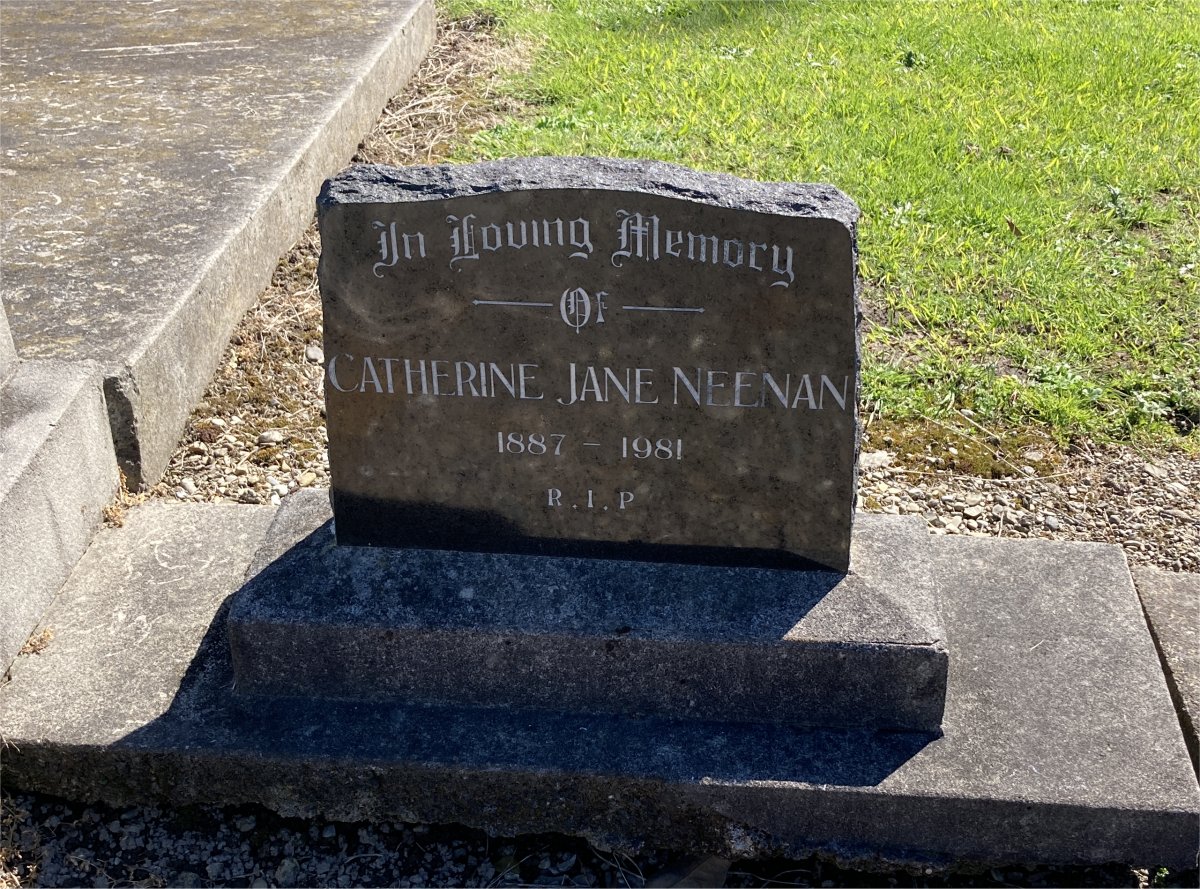 In Loving Memory
Of
CATHERINE JANE NEENAN
1887 - 1981
R.I.P